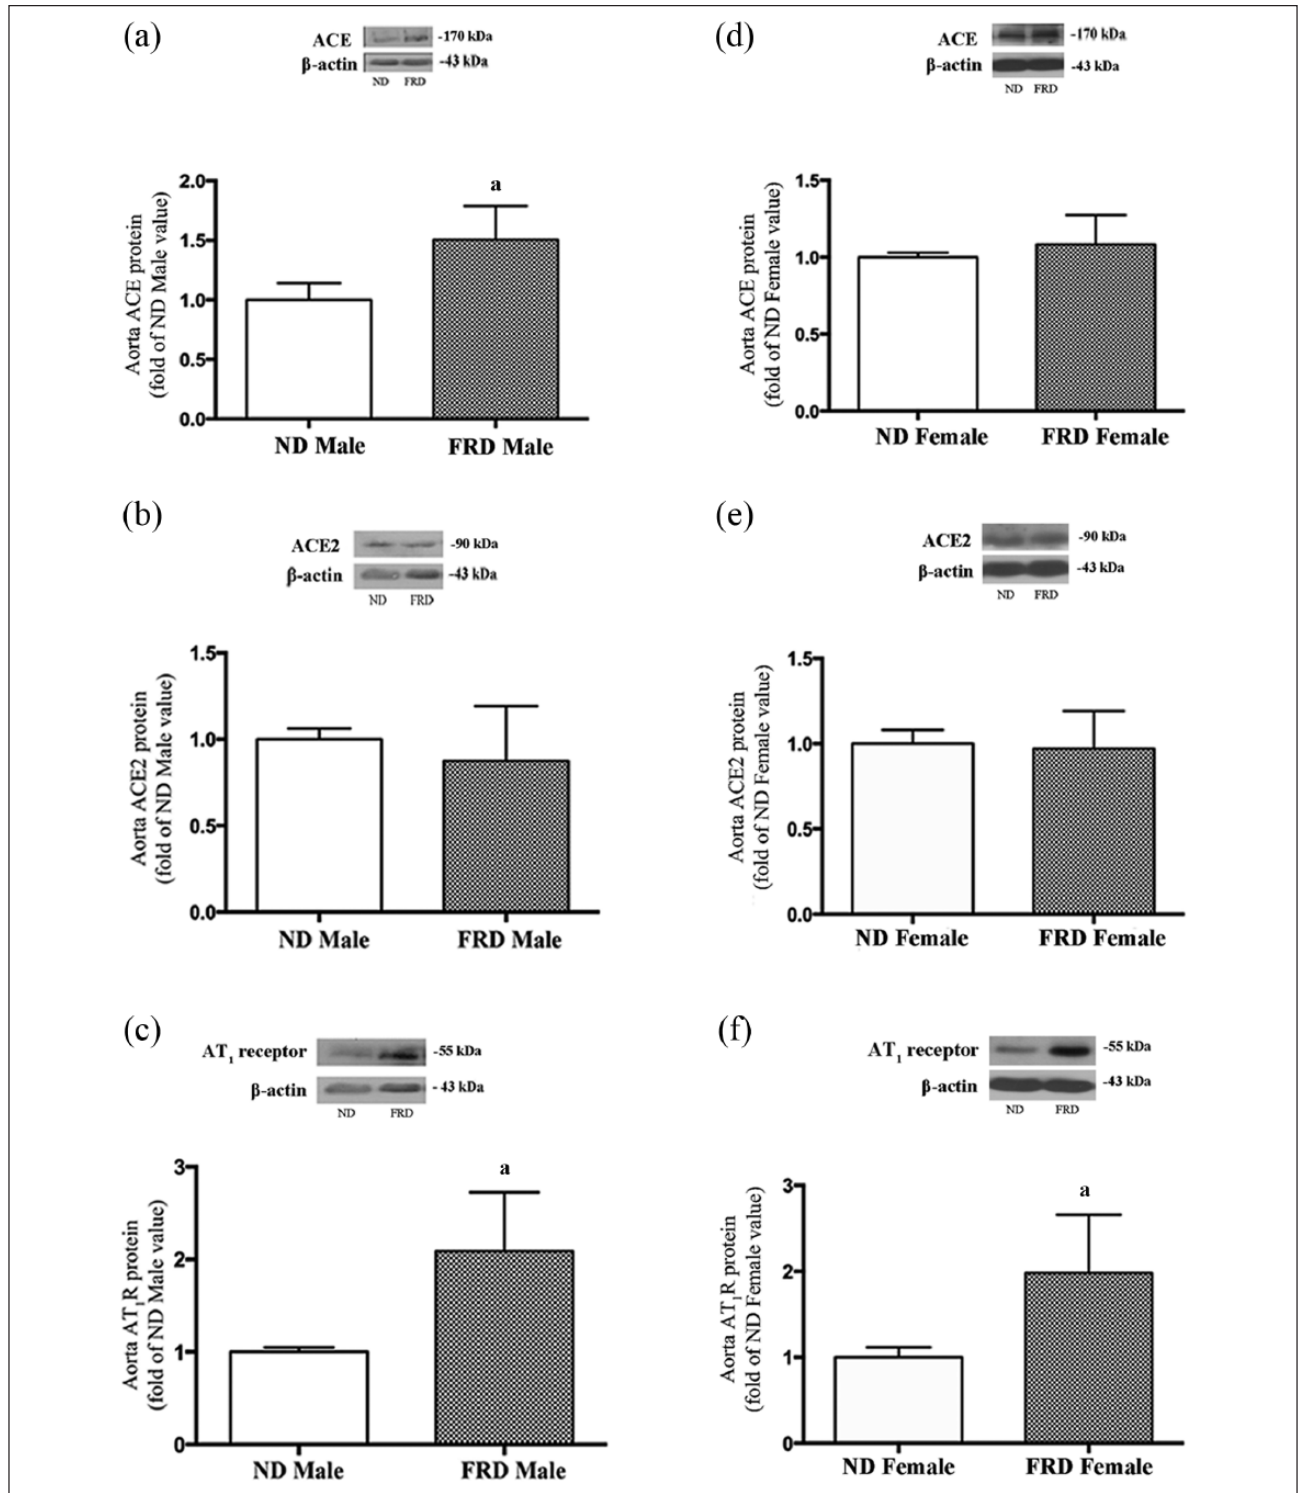 (a)
ACE
-170 kDa
β-actin
-43 kDa
ND FRD
Aorta ACE protein
(fold of ND Male value)
2.0
1.5
1.0
0.5
0.0
a
ND Male
FRD Male
(d)
ACE
-170 kDa
β-actin
-43 kDa
ND FRD
Aorta ACE protein
(fold of ND Female value)
1.5
1.0
0.5
0.0
ND Female
FRD Female
(b)
ACE2
-90 kDa
β-actin
-43 kDa
ND FRD
Aorta ACE2 protein
(fold of ND Male value)
1.5
1.0
0.5
0.0
ND Male
FRD Male
(e)
ACE2
-90 kDa
β-actin
-43 kDa
ND FRD
Aorta ACE2 protein
(fold of ND Female value)
1.5
1.0
0.5
0.0
ND Female
FRD Female
(c)
AT₁ receptor
-55 kDa
β-actin
- 43 kDa
ND FRD
Aorta AT₁R protein
(fold of ND Male value)
3
2
1
0
a
ND Male
FRD Male
(f)
AT₁ receptor
-55 kDa
β-actin
-43 kDa
ND FRD
Aorta AT₁R protein
(fold of ND Female value)
3
2
1
0
a
ND Female
FRD Female